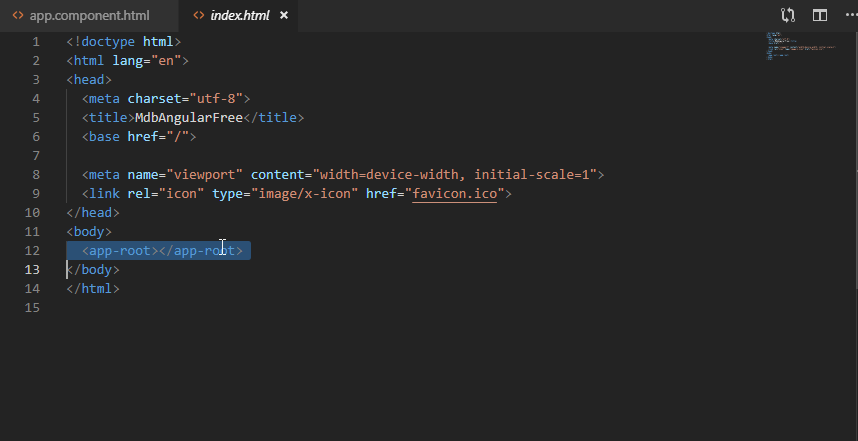 app.component.html index.html ×
1 <!doctype html>
2 <html lang="en">
3 <head>
4 <meta charset="utf-8">
5 <title>MdbAngularFree</title>
6 <base href="/">
7
8 <meta name="viewport" content="width=device-width, initial-scale=1">
9 <link rel="icon" type="image/x-icon" href="favicon.ico">
10 </head>
11 <body>
12 <app-root></app-root>
13 </body>
14 </html>
15